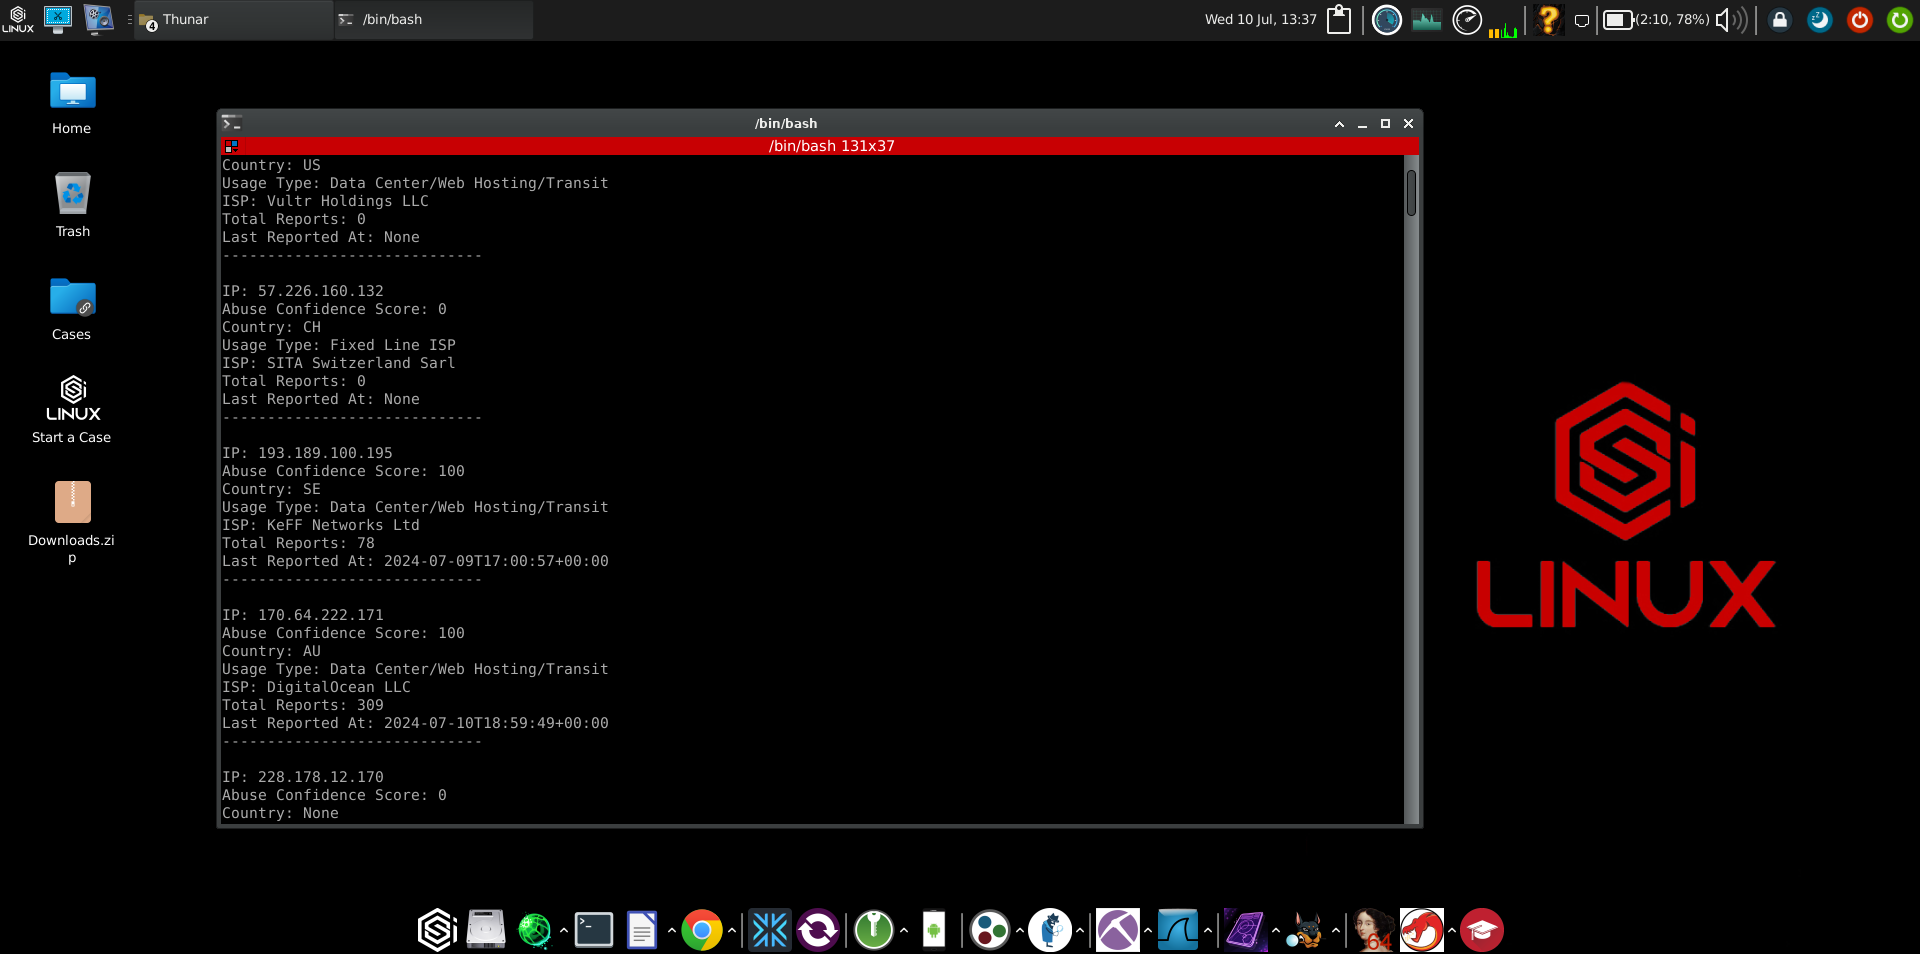 LINUX
Thunar
4
/bin/bash
Wed 10 Jul, 13:37
(2:10, 78%)
Home
Trash
Cases
LINUX
Start a Case
Downloads.zi
p
/bin/bash
/bin/bash 131x37
Country: US
Usage Type: Data Center/Web Hosting/Transit
ISP: Vultr Holdings LLC
Total Reports: 0
Last Reported At: None
-----------------------------
IP: 57.226.160.132
Abuse Confidence Score: 0
Country: CH
Usage Type: Fixed Line ISP
ISP: SITA Switzerland Sarl
Total Reports: 0
Last Reported At: None
-----------------------------
IP: 193.189.100.195
Abuse Confidence Score: 100
Country: SE
Usage Type: Data Center/Web Hosting/Transit
ISP: KeFF Networks Ltd
Total Reports: 78
Last Reported At: 2024-07-09T17:00:57+00:00
-----------------------------
IP: 170.64.222.171
Abuse Confidence Score: 100
Country: AU
Usage Type: Data Center/Web Hosting/Transit
ISP: DigitalOcean LLC
Total Reports: 309
Last Reported At: 2024-07-10T18:59:49+00:00
-----------------------------
IP: 228.178.12.170
Abuse Confidence Score: 0
Country: None
LINUX
64